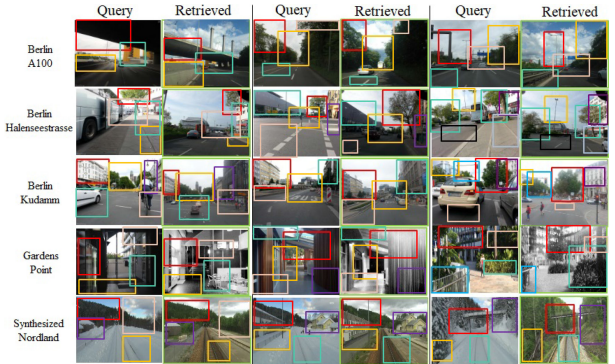 Query Retrieved Query Retrieved Query Retrieved
Berlin
A100
Berlin
Halenseestrasse
Berlin
Kudamm
Gardens
Point
Synthesized
Nordland